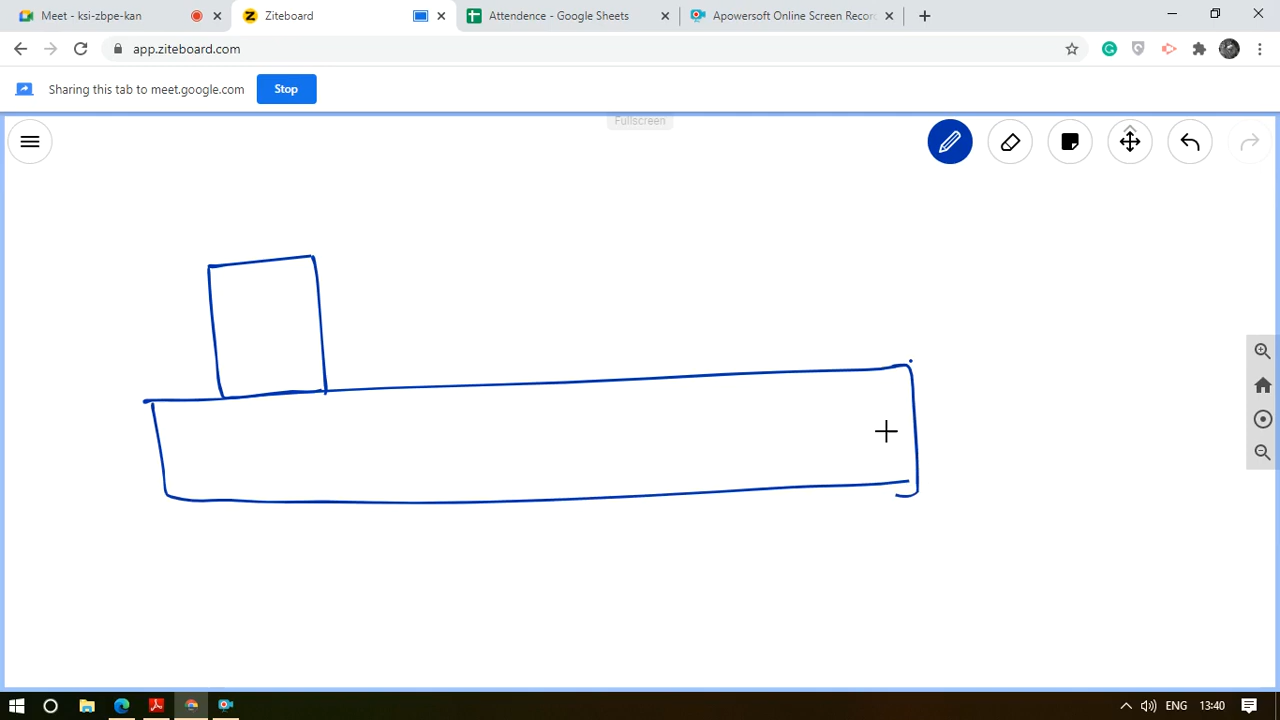 Meet - ksi-zbpe-kan
Ziteboard
Attendence - Google Sheets
Apowersoft Online Screen Recor
app.ziteboard.com
Sharing this tab to meet.google.com
Stop
Fullscreen
ENG
13:40